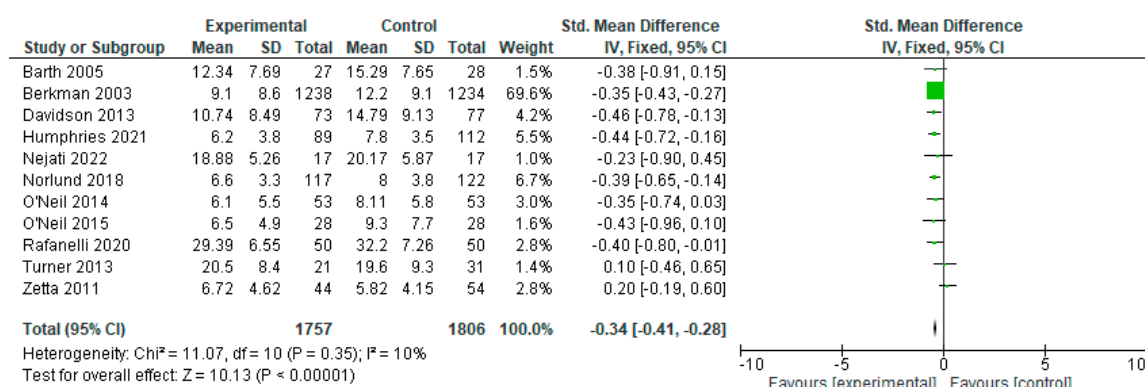 Experimental Control Std. Mean Difference Std. Mean Difference
Study or Subgroup Mean SD Total Mean SD Total Weight IV, Fixed, 95% CI IV, Fixed, 95% CI
Barth 2005 12.34 7.69 27 15.29 7.65 28 1.5% -0.38 [-0.91, 0.15]
Berkman 2003 9.1 8.6 1238 12.2 9.1 1234 69.6% -0.35 [-0.43, -0.27]
Davidson 2013 10.74 8.49 73 14.79 9.13 77 4.2% -0.46 [-0.78, -0.13]
Humphries 2021 6.2 3.8 89 7.8 3.5 112 5.5% -0.44 [-0.72, -0.16]
Nejati 2022 18.88 5.26 17 20.17 5.87 17 1.0% -0.23 [-0.90, 0.45]
Norlund 2018 6.6 3.3 117 8 3.8 122 6.7% -0.39 [-0.65, -0.14]
O'Neil 2014 6.1 5.5 53 8.11 5.8 53 3.0% -0.35 [-0.74, 0.03]
O'Neil 2015 6.5 4.9 28 9.3 7.7 28 1.6% -0.43 [-0.96, 0.10]
Rafanelli 2020 29.39 6.55 50 32.2 7.26 50 2.8% -0.40 [-0.80, -0.01]
Turner 2013 20.5 8.4 21 19.6 9.3 31 1.4% 0.10 [-0.46, 0.65]
Zetta 2011 6.72 4.62 44 5.82 4.15 54 2.8% 0.20 [-0.19, 0.60]
Total (95% CI) 1757 1806 100.0% -0.34 [-0.41, -0.28]
Heterogeneity: Chi² = 11.07, df = 10 (P = 0.35); I² = 10%
Test for overall effect: Z = 10.13 (P < 0.00001)
-10 -5 0 5 10
Favours [experimental] Favours [control]